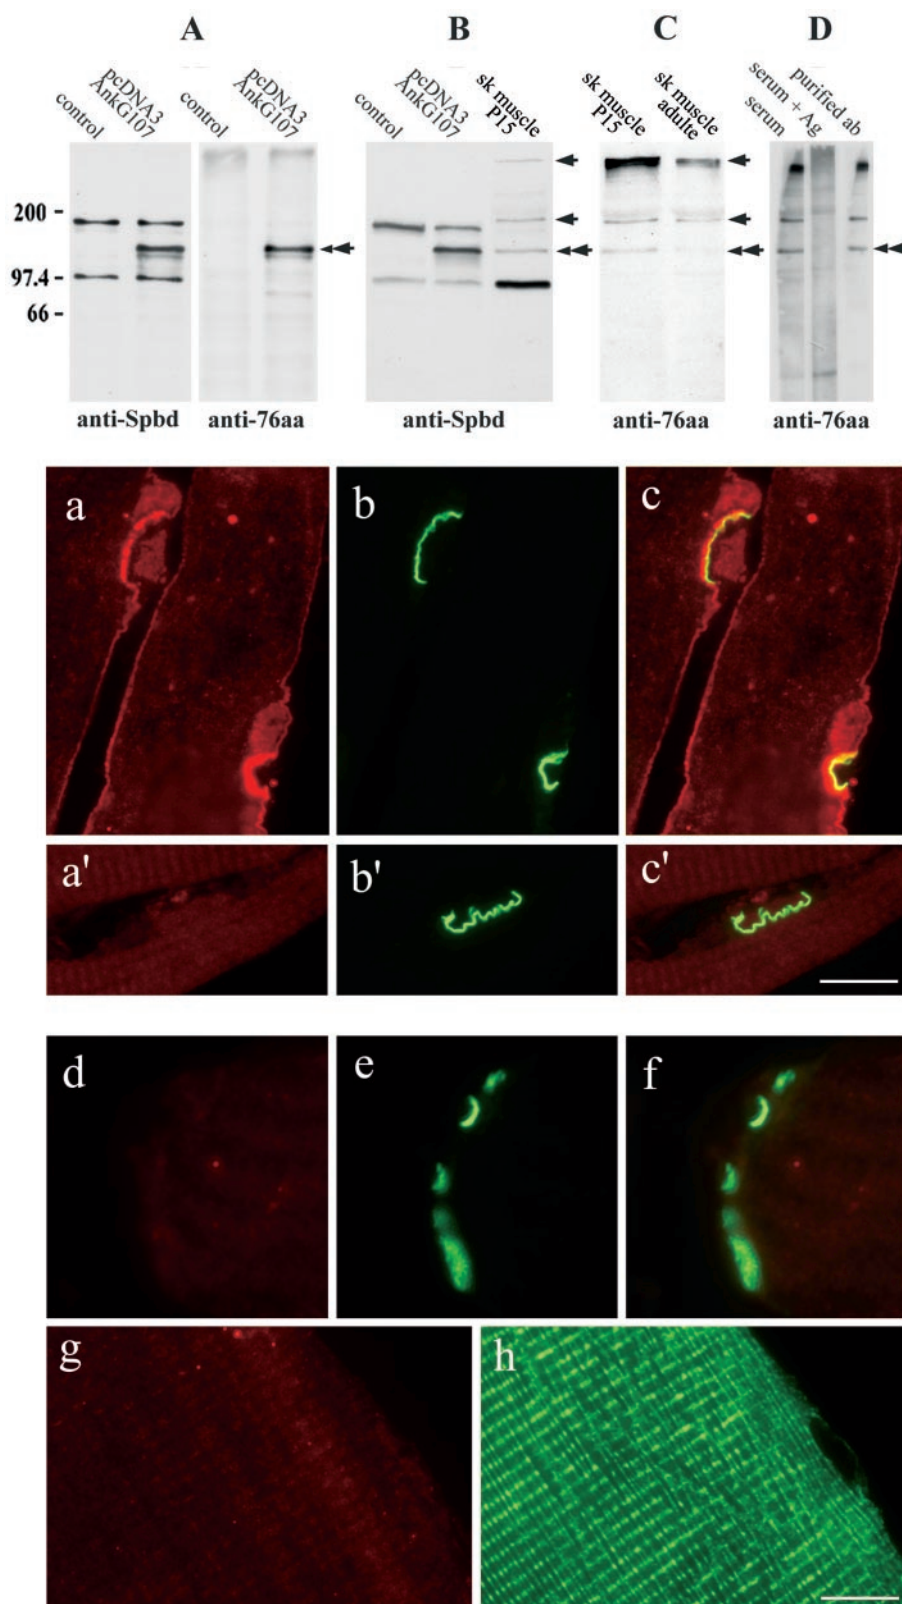 A B C D
control
pcDNA3
AnkG107
control
pcDNA3
AnkG107
control
pcDNA3
AnkG107
sk muscle
P15
sk muscle
P15
sk muscle
adulte
serum
serum + Ag
purified ab
200 -
97.4 -
66 -
anti-Spbd anti-76aa anti-Spbd anti-76aa anti-76aa
a b c
a' b' c'
d e f
g h